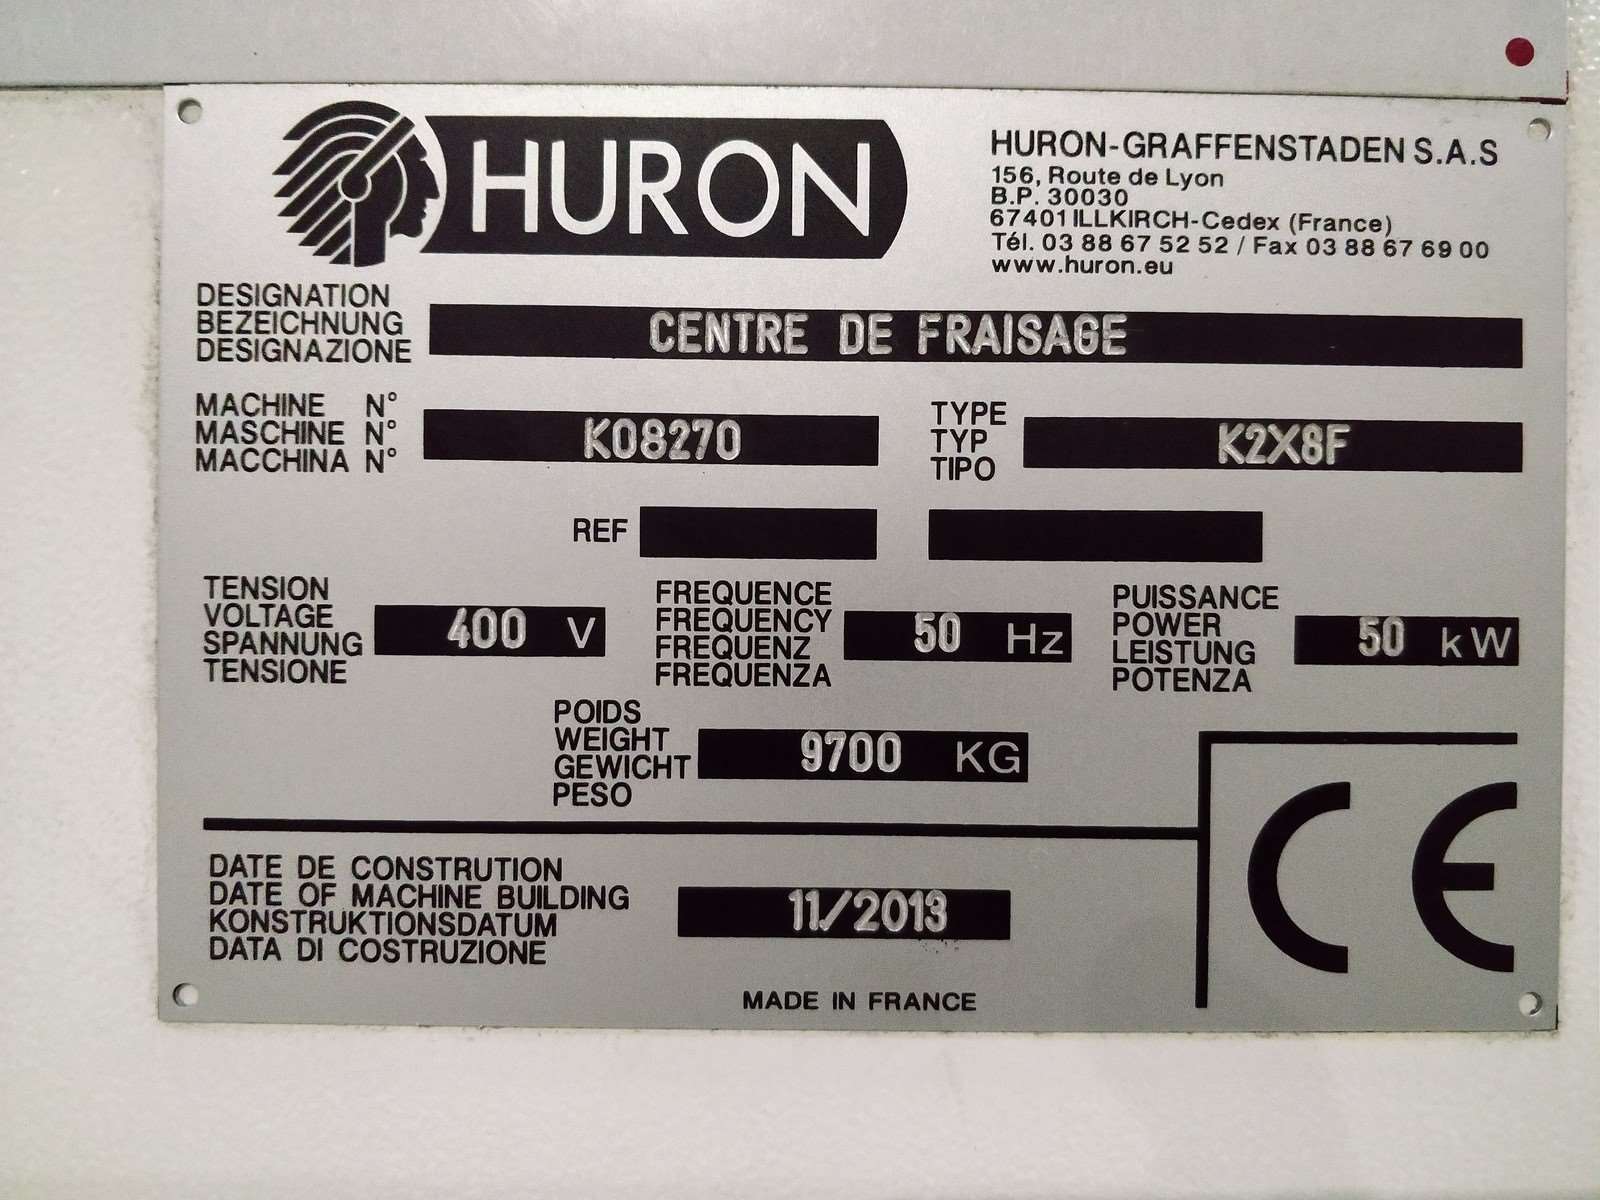 HURON
HURON-GRAFFENSTADEN S.A.S
156, Route de Lyon
B.P. 30030
67401 ILLKIRCH-Cedex (France)
Tél. 03 88 67 52 52 / Fax 03 88 67 69 00
www.huron.eu
DESIGNATION
BEZEICHNUNG
DESIGNAZIONE
CENTRE DE FRAISAGE
MACHINE N°
MASCHINE N°
MACCHINA N°
K08270
TYPE
TYP
TIPO
K2X8F
REF
TENSION
VOLTAGE
SPANNUNG
TENSIONE
400 V
FREQUENCE
FREQUENCY
FREQUENZ
FREQUENZA
50 Hz
PUISSANCE
POWER
LEISTUNG
POTENZA
50 kW
POIDS
WEIGHT
GEWICHT
PESO
9700 KG
DATE DE CONSTRUTION
DATE OF MACHINE BUILDING
KONSTRUKTIONSDATUM
DATA DI COSTRUZIONE
11/2013
CE
MADE IN FRANCE